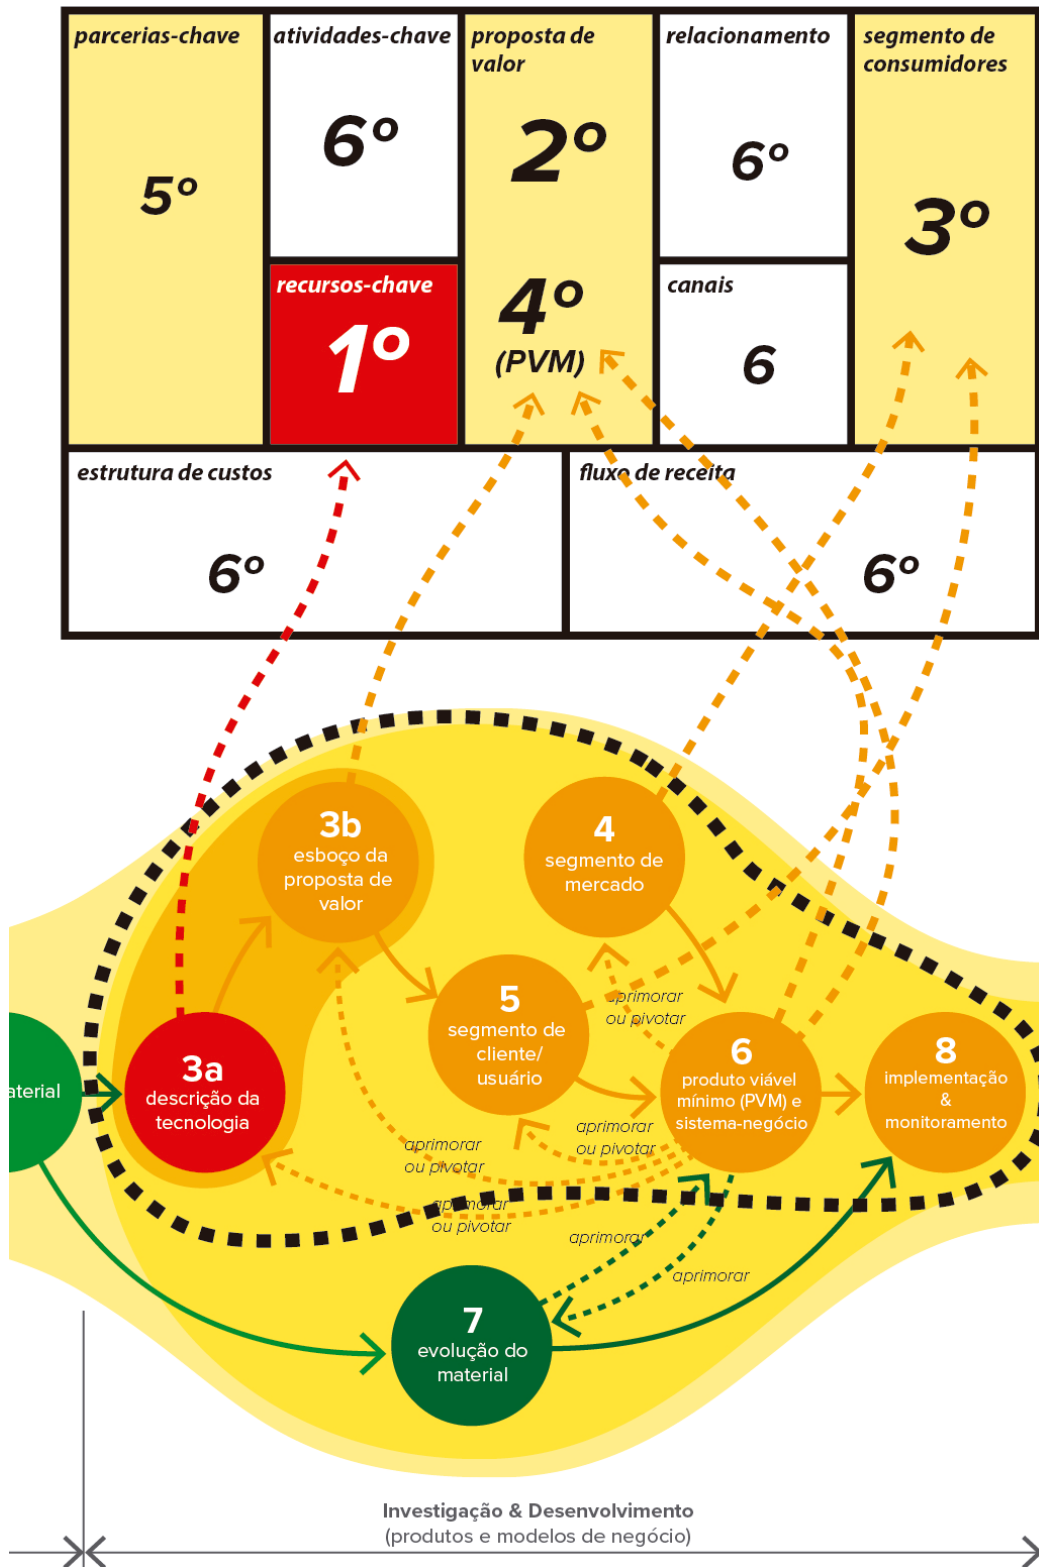 parcerias-chave
5º
atividades-chave
6º
recursos-chave
1º
proposta de
valor
2º
4º
(PVM)
relacionamento
6º
canais
6
segmento de
consumidores
3º
estrutura de custos
6º
fluxo de receita
6º
3b
esboço da
proposta de
valor
4
segmento de
mercado
5
segmento de
cliente/
usuário
aprimorar
ou pivotar
aterial
3a
descrição da
tecnologia
6
produto viável
mínimo (PVM) e
sistema-negócio
8
implementação
&
monitoramento
aprimorar
ou pivotar
aprimorar
ou pivotar
aprimorar
ou pivotar
aprimorar
aprimorar
7
evolução do
material
Investigação & Desenvolvimento
(produtos e modelos de negócio)